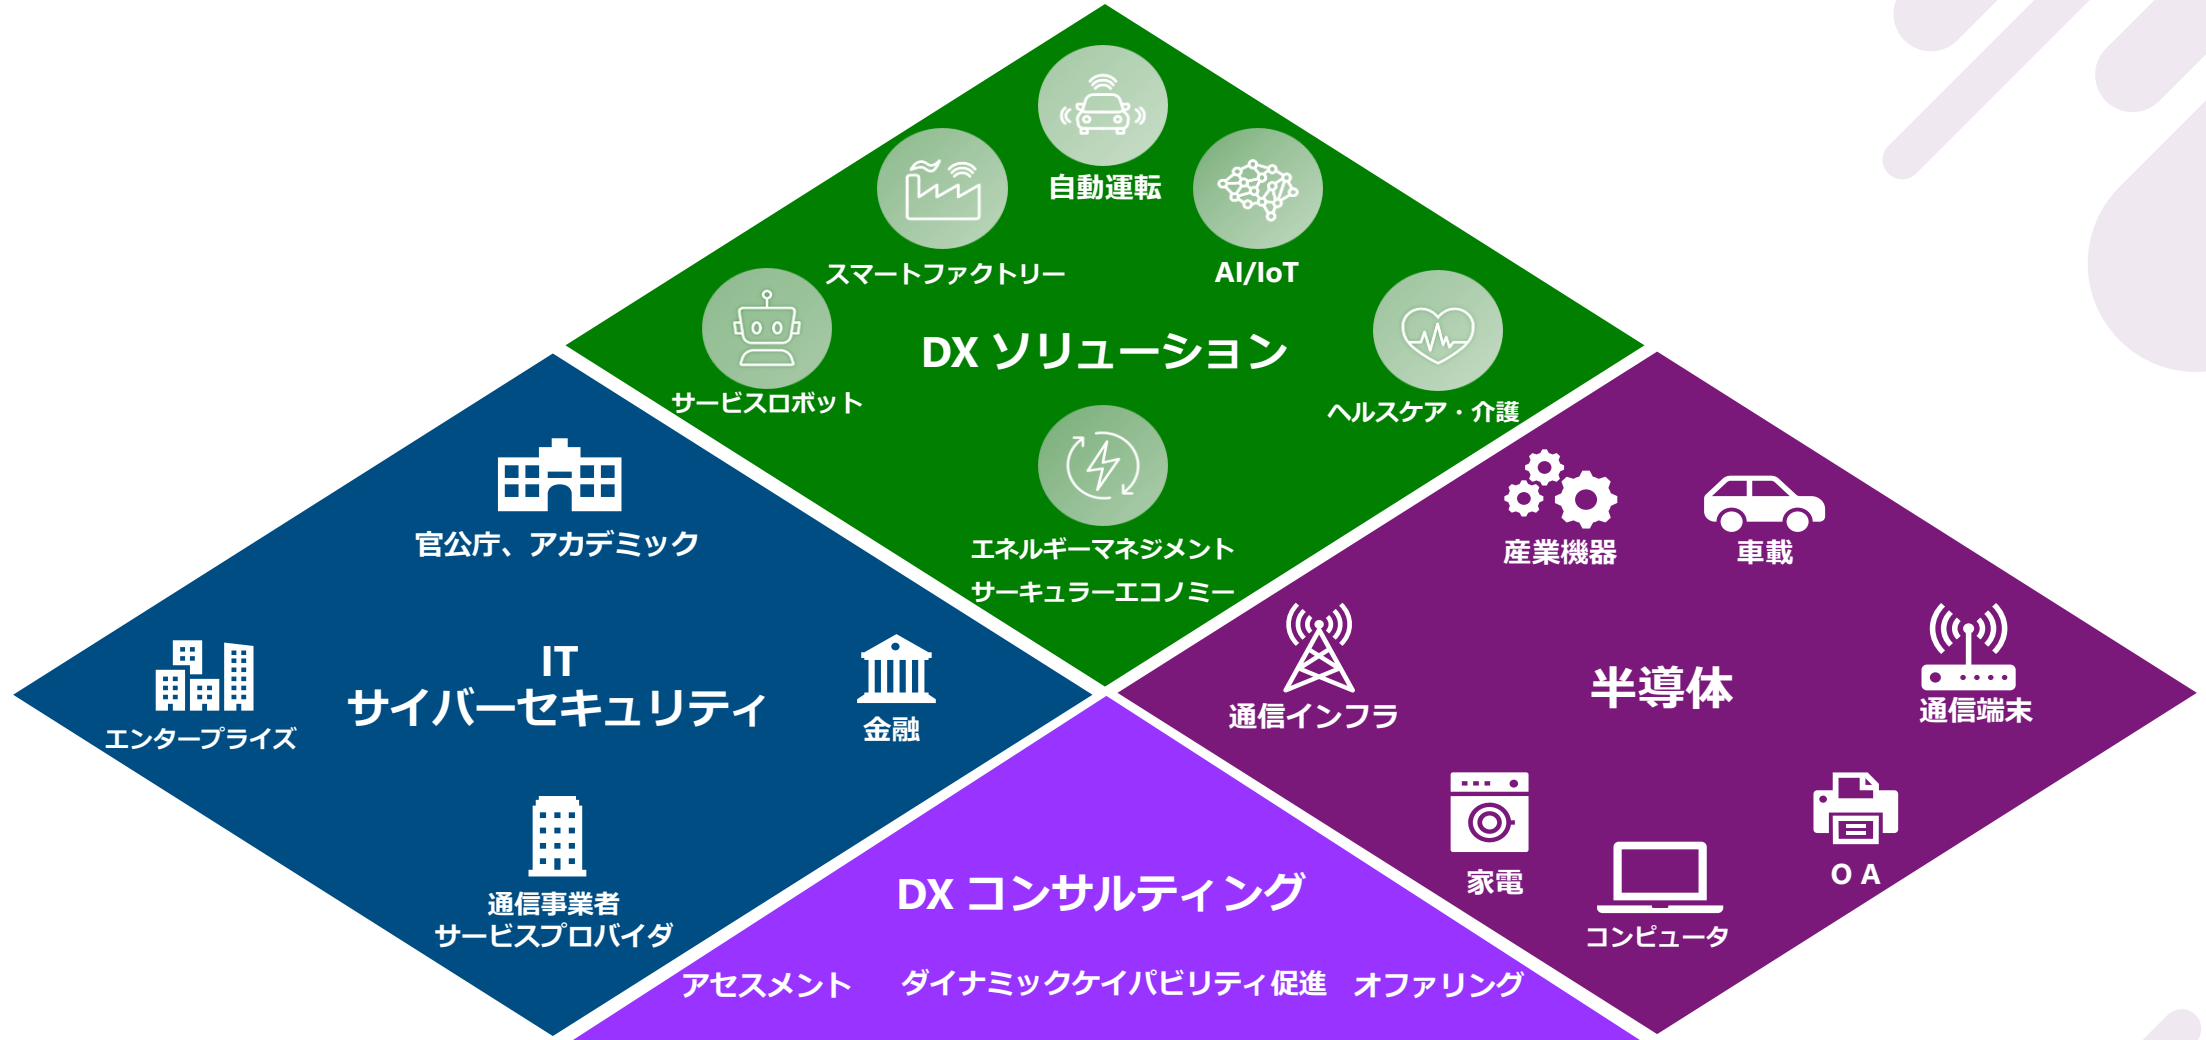 自動運転
スマートファクトリー
AI/IoT
サービスロボット
DX ソリューション
ヘルスケア・介護
エネルギーマネジメント
サーキュラーエコノミー
官公庁、アカデミック
エンタープライズ
IT
サイバーセキュリティ
金融
通信事業者
サービスプロバイダ
産業機器
車載
通信インフラ
半導体
通信端末
家電
ＯＡ
コンピュータ
DX コンサルティング
アセスメント
ダイナミックケイパビリティ促進
オファリング